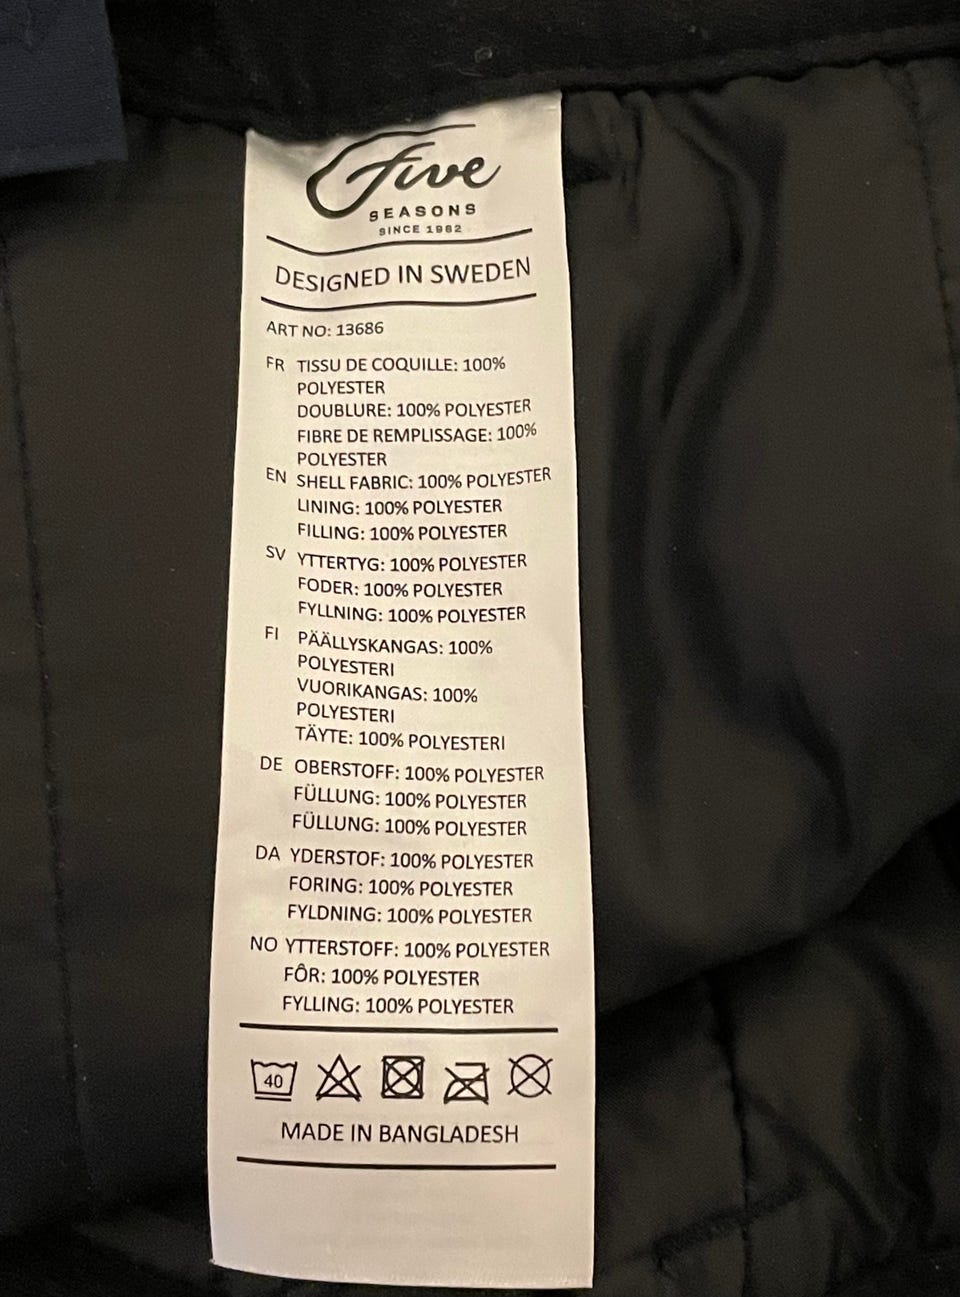 Five
SEASONS
SINCE 1982
DESIGNED IN SWEDEN
ART NO: 13686
FR TISSU DE COQUILLE: 100%
POLYESTER
DOUBLURE: 100% POLYESTER
FIBRE DE REMPLISSAGE: 100%
POLYESTER
EN SHELL FABRIC: 100% POLYESTER
LINING: 100% POLYESTER
FILLING: 100% POLYESTER
SV YTTERTYG: 100% POLYESTER
FODER: 100% POLYESTER
FYLLNING: 100% POLYESTER
FI PÄÄLLYSKANGAS: 100%
POLYESTERI
VUORIKANGAS: 100%
POLYESTERI
TÄYTE: 100% POLYESTERI
DE OBERSTOFF: 100% POLYESTER
FÜLLUNG: 100% POLYESTER
FÜLLUNG: 100% POLYESTER
DA YDERSTOF: 100% POLYESTER
FORING: 100% POLYESTER
FYLDNING: 100% POLYESTER
NO YTTERSTOFF: 100% POLYESTER
FÔR: 100% POLYESTER
FYLLING: 100% POLYESTER
40
MADE IN BANGLADESH